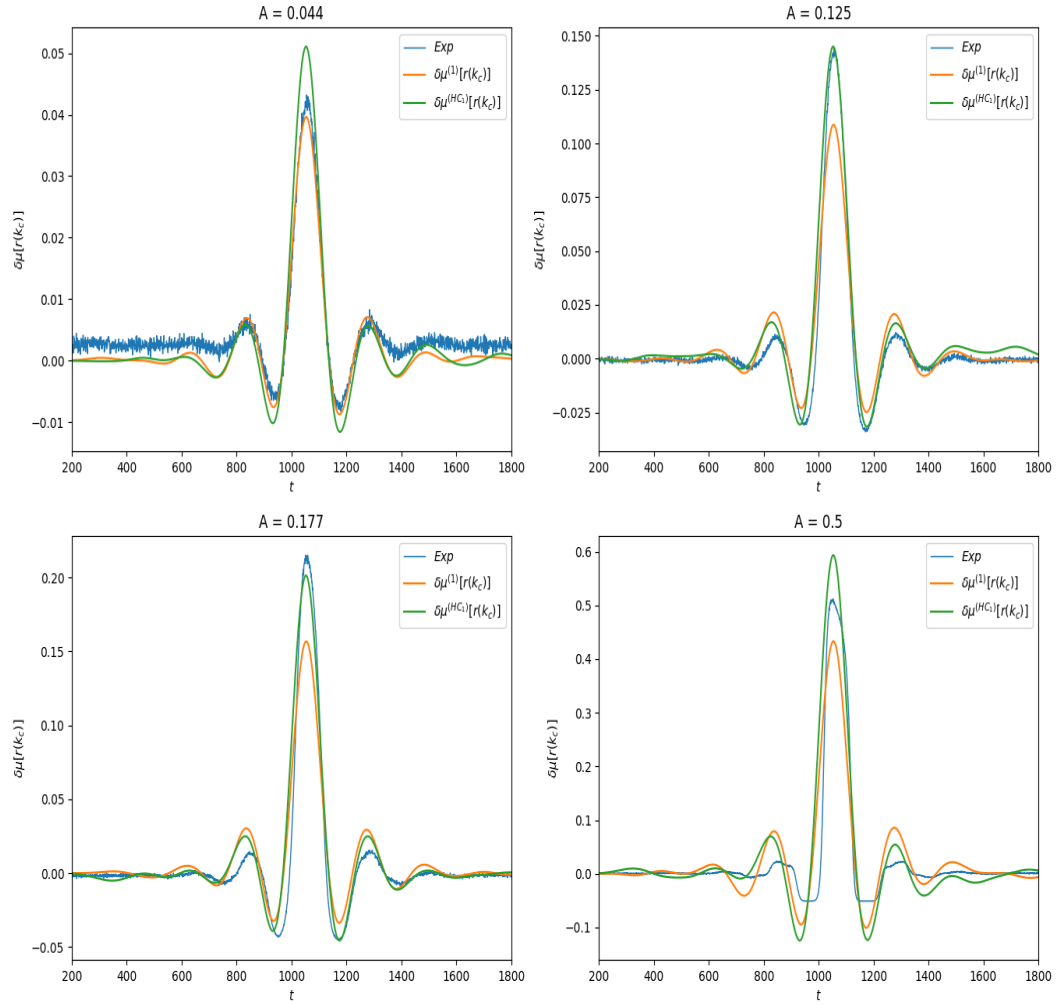 A = 0.044
0.05
0.04
0.03
0.02
0.01
0.00
−0.01
δμ[r(k_c)]
200 400 600 800 1000 1200 1400 1600 1800
t
Exp
δμ^(1)[r(k_c)]
δμ^(HC_1)[r(k_c)]
A = 0.125
0.150
0.125
0.100
0.075
0.050
0.025
0.000
−0.025
δμ[r(k_c)]
200 400 600 800 1000 1200 1400 1600 1800
t
Exp
δμ^(1)[r(k_c)]
δμ^(HC_1)[r(k_c)]
A = 0.177
0.20
0.15
0.10
0.05
0.00
−0.05
δμ[r(k_c)]
200 400 600 800 1000 1200 1400 1600 1800
t
Exp
δμ^(1)[r(k_c)]
δμ^(HC_1)[r(k_c)]
A = 0.5
0.6
0.5
0.4
0.3
0.2
0.1
0.0
−0.1
δμ[r(k_c)]
200 400 600 800 1000 1200 1400 1600 1800
t
Exp
δμ^(1)[r(k_c)]
δμ^(HC_1)[r(k_c)]